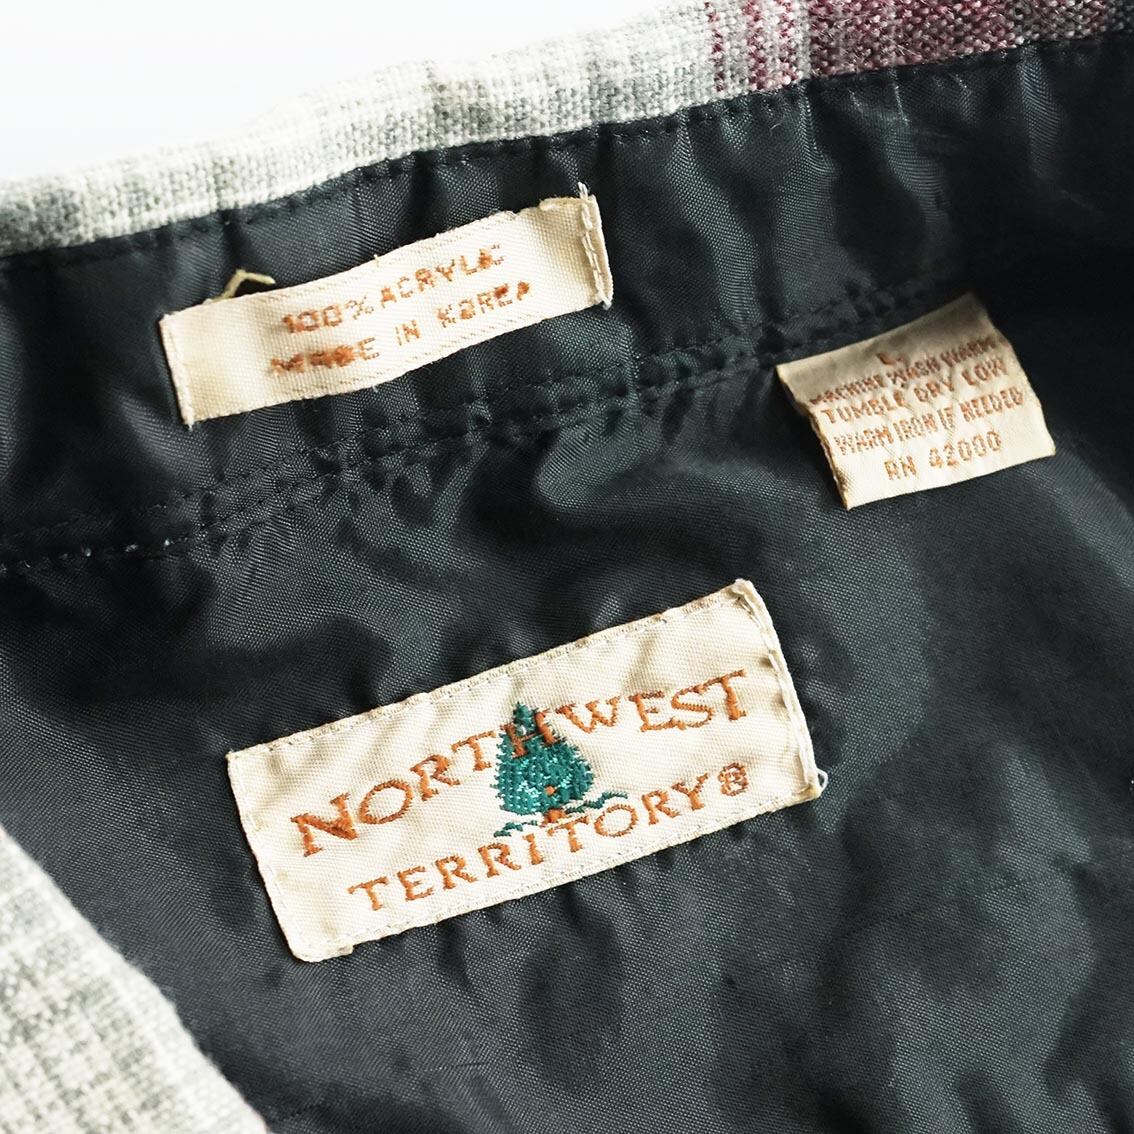 100% ACRYLIC
MADE IN KOREA
L
MACHINE WASH WARM
TUMBLE DRY LOW
WARM IRON IF NEEDED
RN 42000
NORTHWEST
TERRITORY®